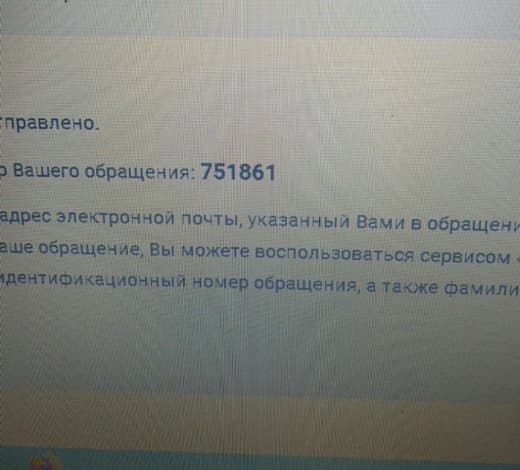 тправлено.
р Вашего обращения: 751861
адрес электронной почты, указанный Вами в обращени
аше обращение, Вы можете воспользоваться сервисом «
идентификационный номер обращения, а также фамили